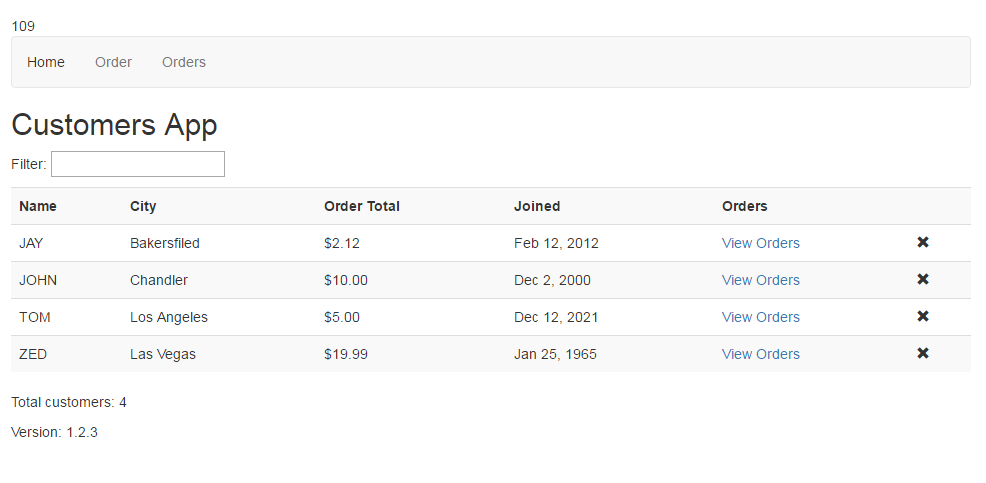 109
Home Order Orders
Customers App
Filter:
Name City Order Total Joined Orders
JAY Bakersfiled $2.12 Feb 12, 2012 View Orders ✖
JOHN Chandler $10.00 Dec 2, 2000 View Orders ✖
TOM Los Angeles $5.00 Dec 12, 2021 View Orders ✖
ZED Las Vegas $19.99 Jan 25, 1965 View Orders ✖
Total customers: 4
Version: 1.2.3